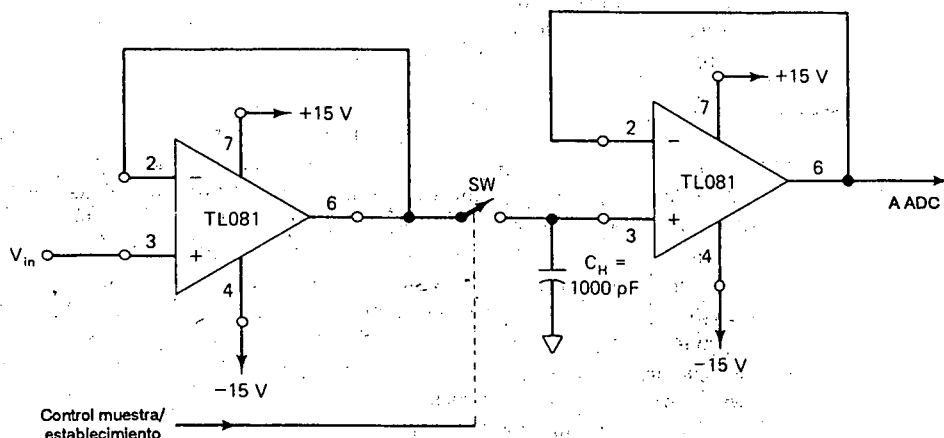 +15 V
7
2
−
TL081
6
V_in
3
+
4
−15 V
SW
Control muestra/
establecimiento
C_H =
1000 pF
+15 V
7
2
−
TL081
6
A ADC
3
+
4
−15 V